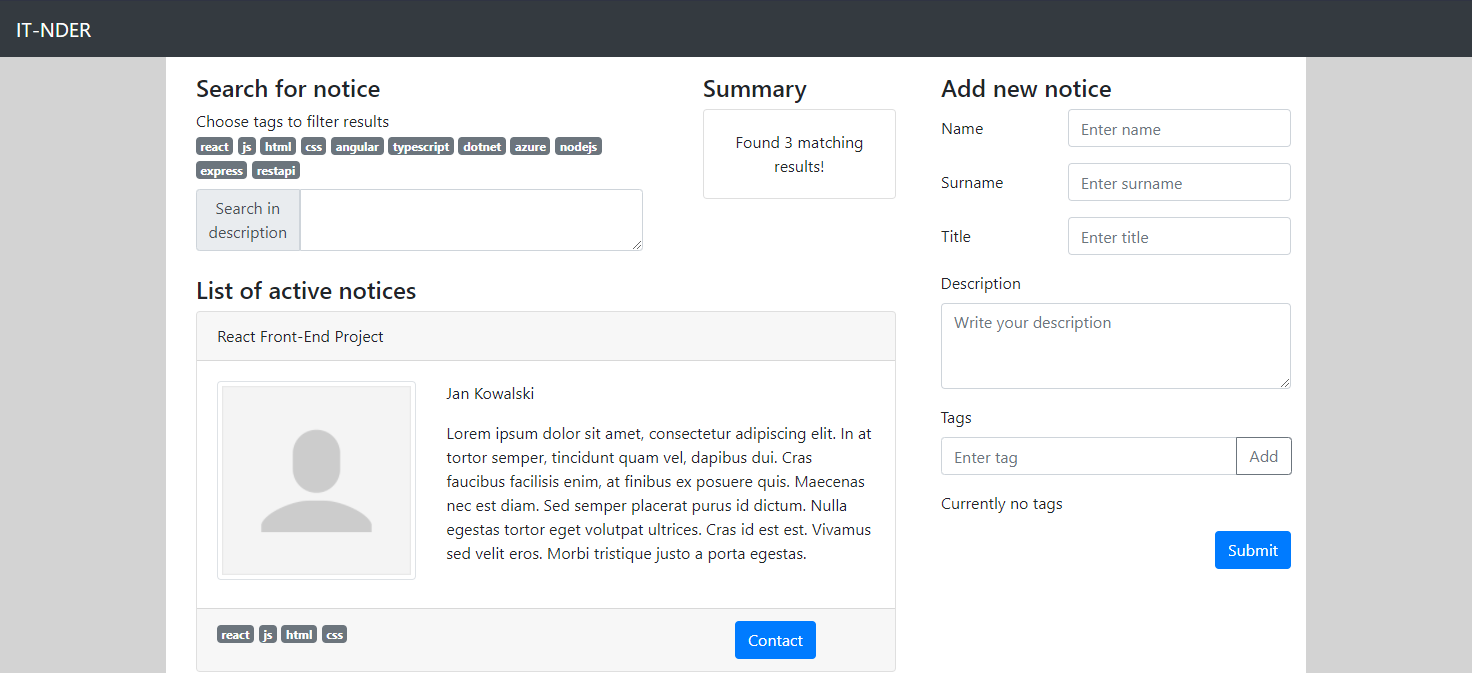 IT-NDER
Search for notice
Choose tags to filter results
react js html css angular typescript dotnet azure nodejs
express restapi
Search in
description
Summary
Found 3 matching
results!
List of active notices
React Front-End Project
Jan Kowalski
Lorem ipsum dolor sit amet, consectetur adipiscing elit. In at
tortor semper, tincidunt quam vel, dapibus dui. Cras
faucibus facilisis enim, at finibus ex posuere quis. Maecenas
nec est diam. Sed semper placerat purus id dictum. Nulla
egestas tortor eget volutpat ultrices. Cras id est est. Vivamus
sed velit eros. Morbi tristique justo a porta egestas.
react js html css
Contact
Add new notice
Name
Enter name
Surname
Enter surname
Title
Enter title
Description
Write your description
Tags
Enter tag
Add
Currently no tags
Submit